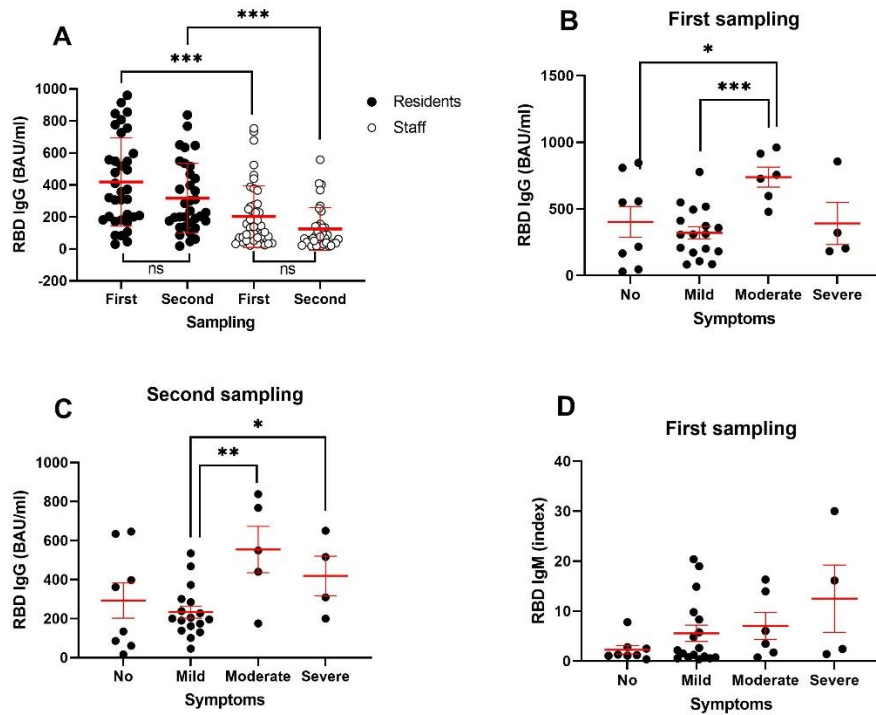 A
***
***
1000
800
600
400
200
0
-200
RBD IgG (BAU/ml)
ns
ns
First
Second
First
Second
Sampling
Residents
Staff
B
First sampling
*
***
1500
1000
500
0
RBD IgG (BAU/ml)
No
Mild
Moderate
Severe
Symptoms
C
Second sampling
*
**
1000
800
600
400
200
0
RBD IgG (BAU/ml)
No
Mild
Moderate
Severe
Symptoms
D
First sampling
40
30
20
10
0
RBD IgM (index)
No
Mild
Moderate
Severe
Symptoms